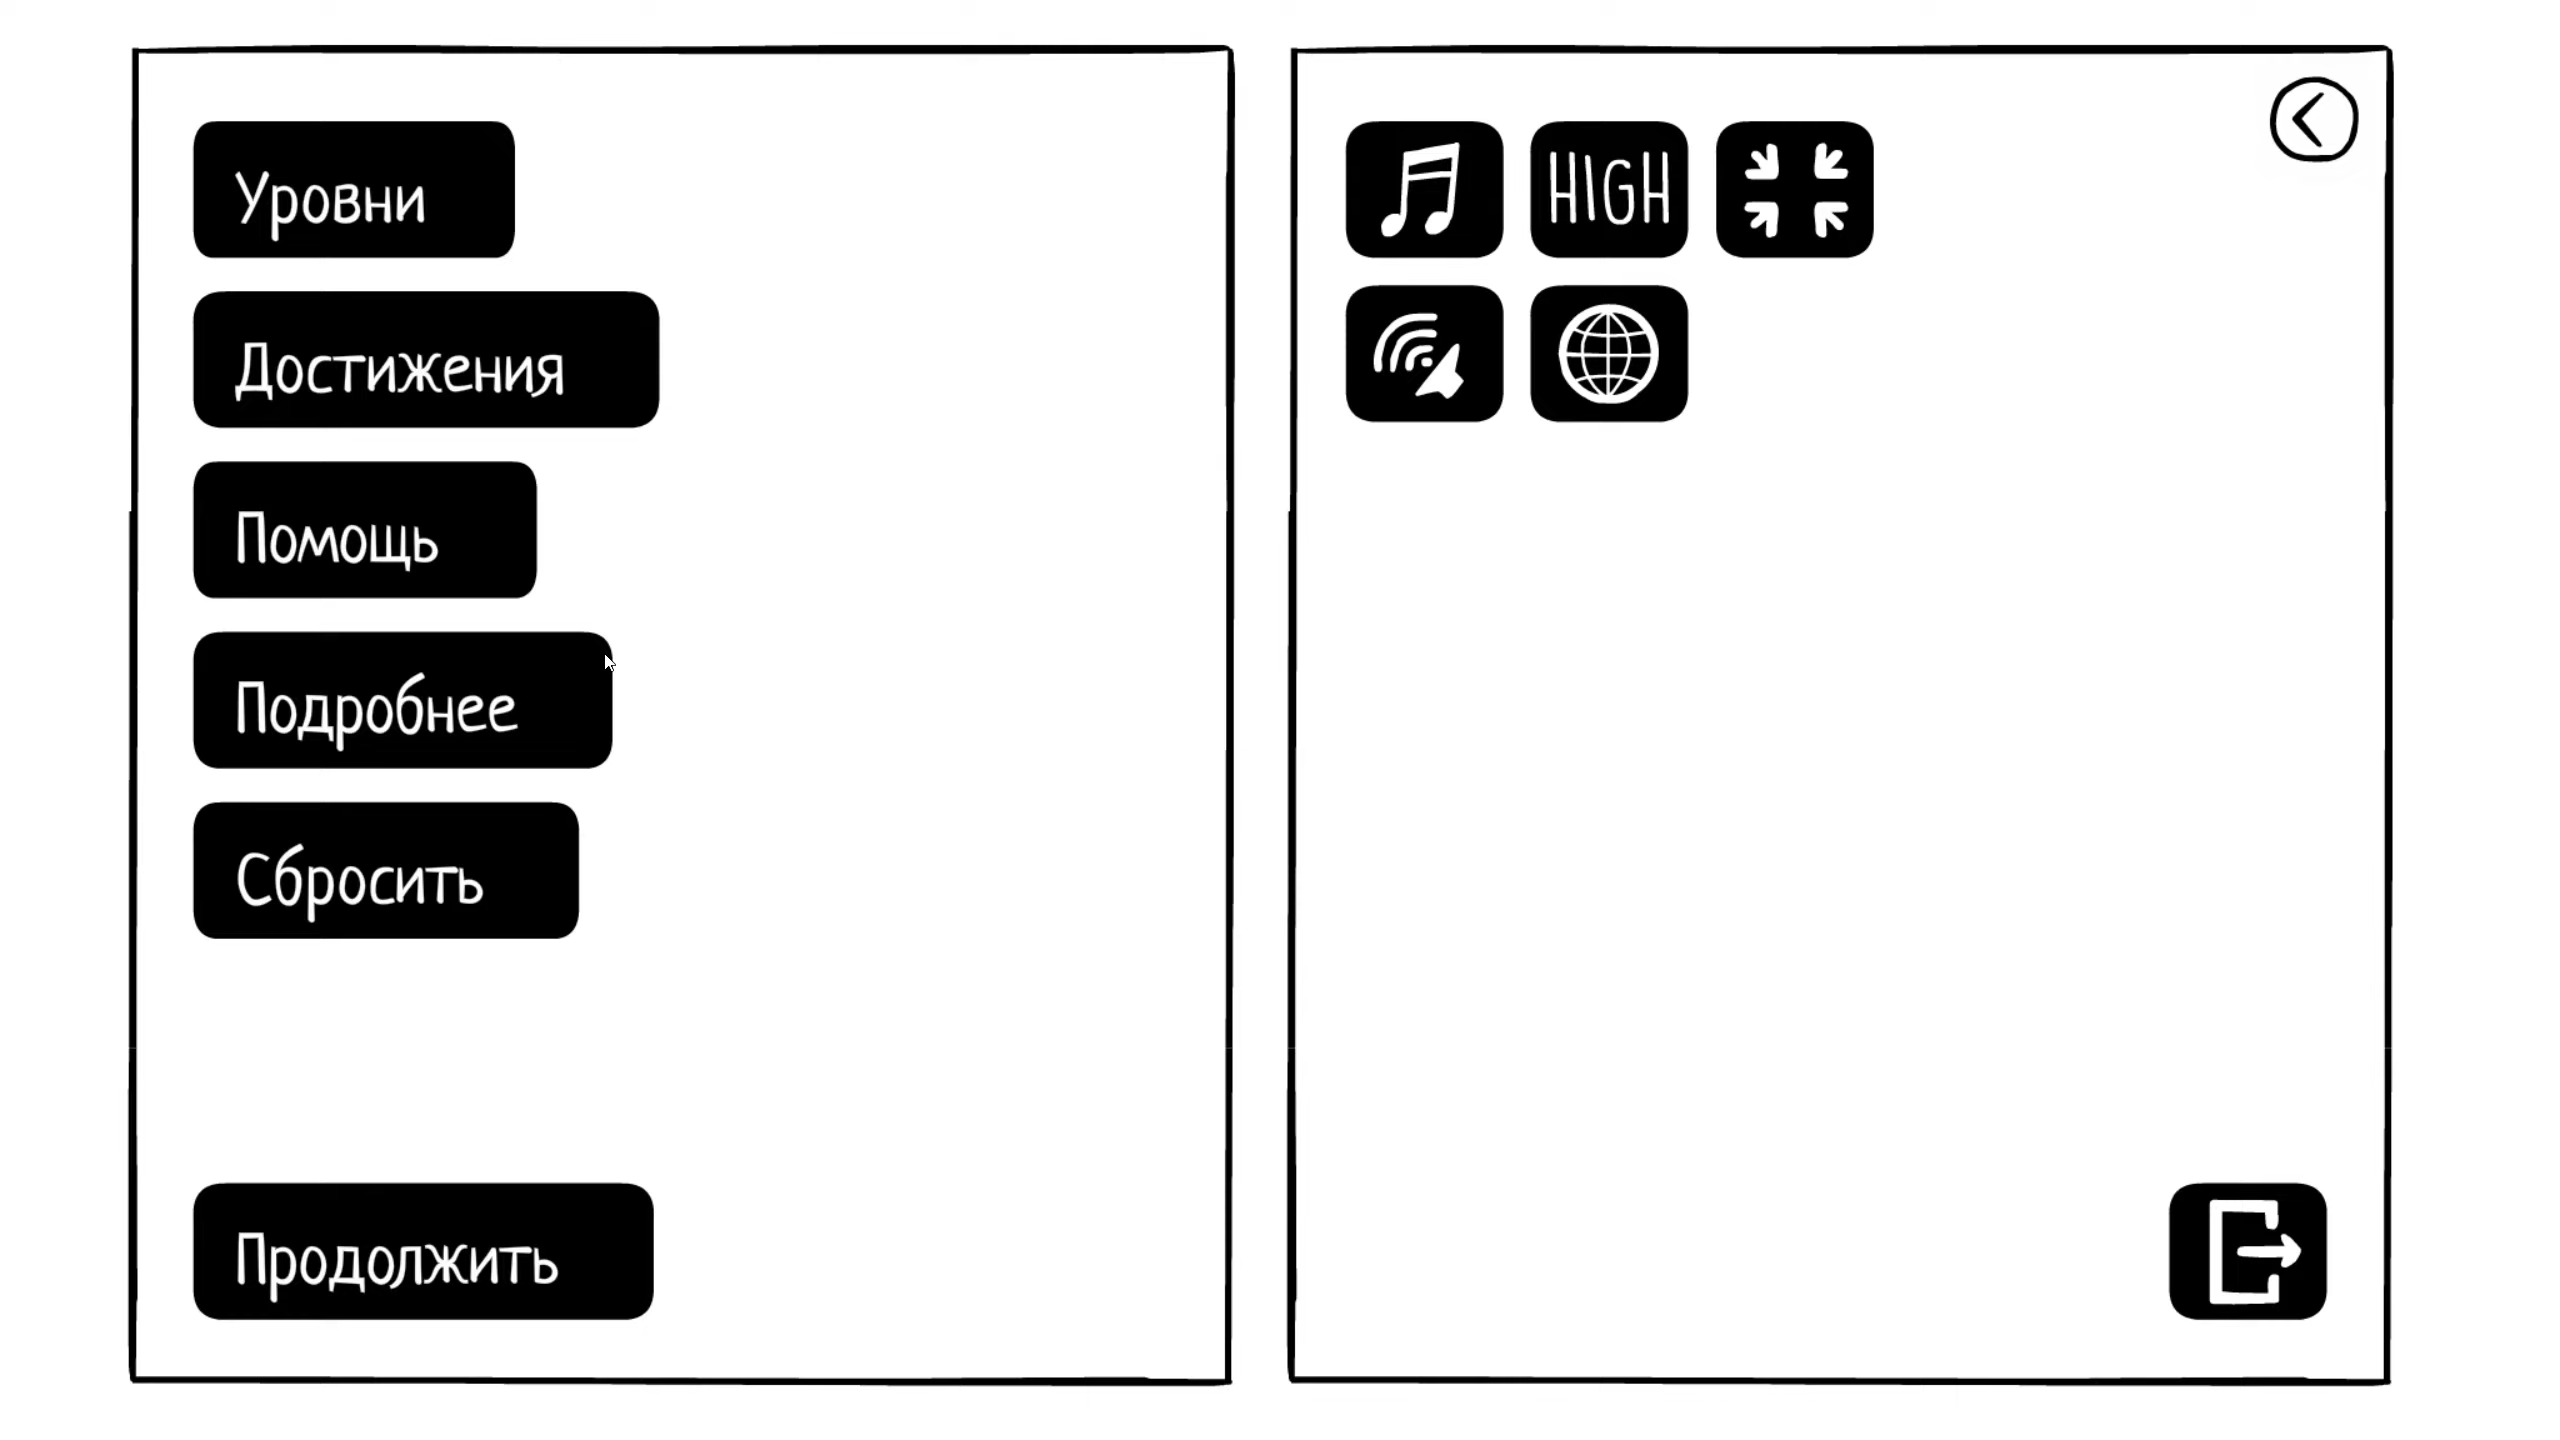 Уровни
Достижения
Помощь
Подробнее
Сбросить
Продолжить
HIGH